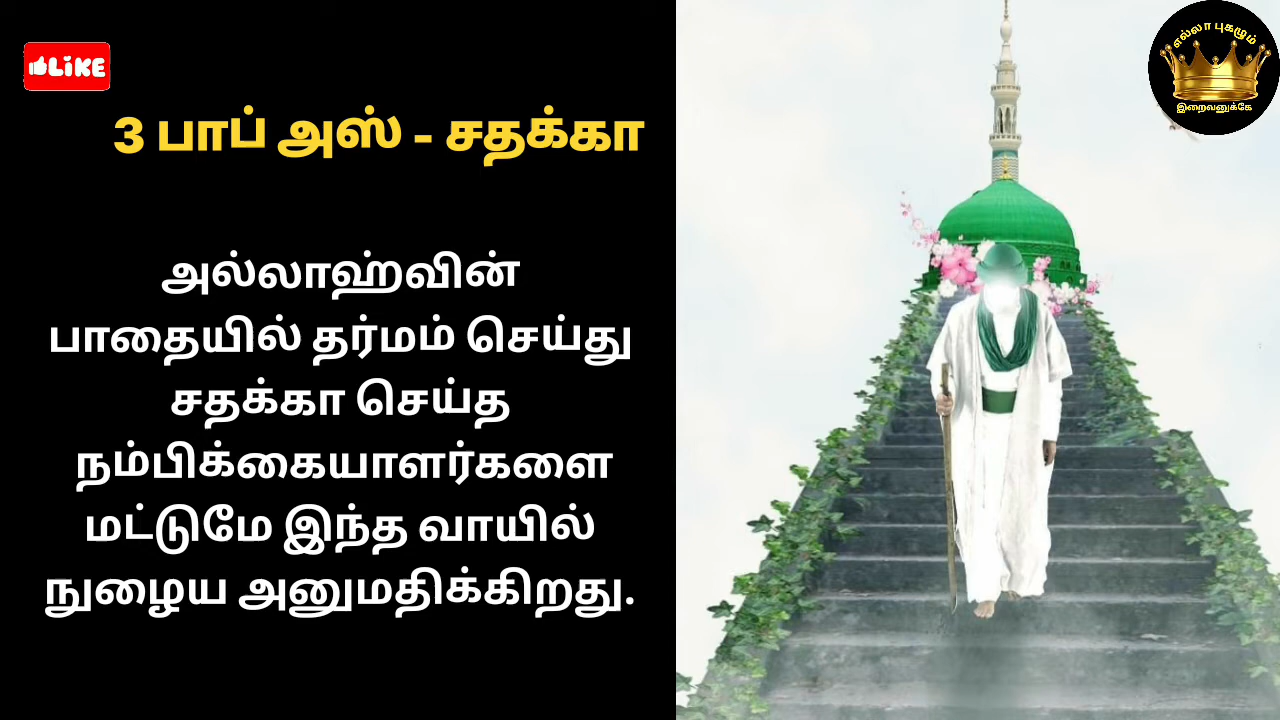 LIKE
3 பாப் அஸ் - சதக்கா
அல்லாஹ்வின்
பாதையில் தர்மம் செய்து
சதக்கா செய்த
நம்பிக்கையாளர்களை
மட்டுமே இந்த வாயில்
நுழைய அனுமதிக்கிறது.
எல்லா புகழும்
இறைவனுக்கே